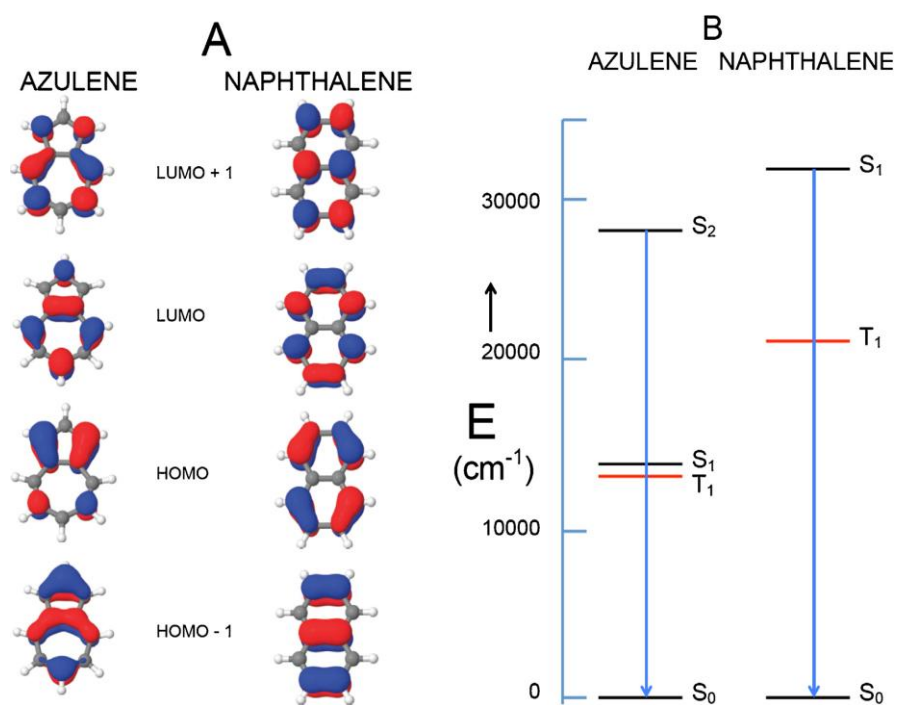 A
AZULENE NAPHTHALENE
LUMO + 1
LUMO
HOMO
HOMO - 1
B
AZULENE NAPHTHALENE
S1
30000
S2
20000
T1
E
(cm-1)
S1
T1
10000
0
S0
S0